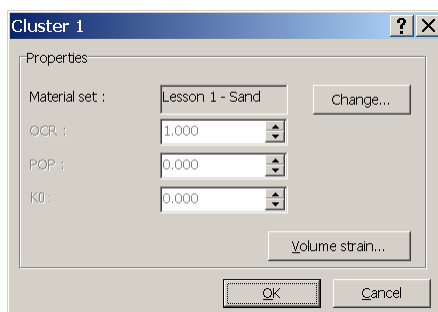 Cluster 1
Properties
Material set : Lesson 1 - Sand Change...
OCR : 1.000
POP : 0.000
K0 : 0.000
Volume strain...
OK Cancel